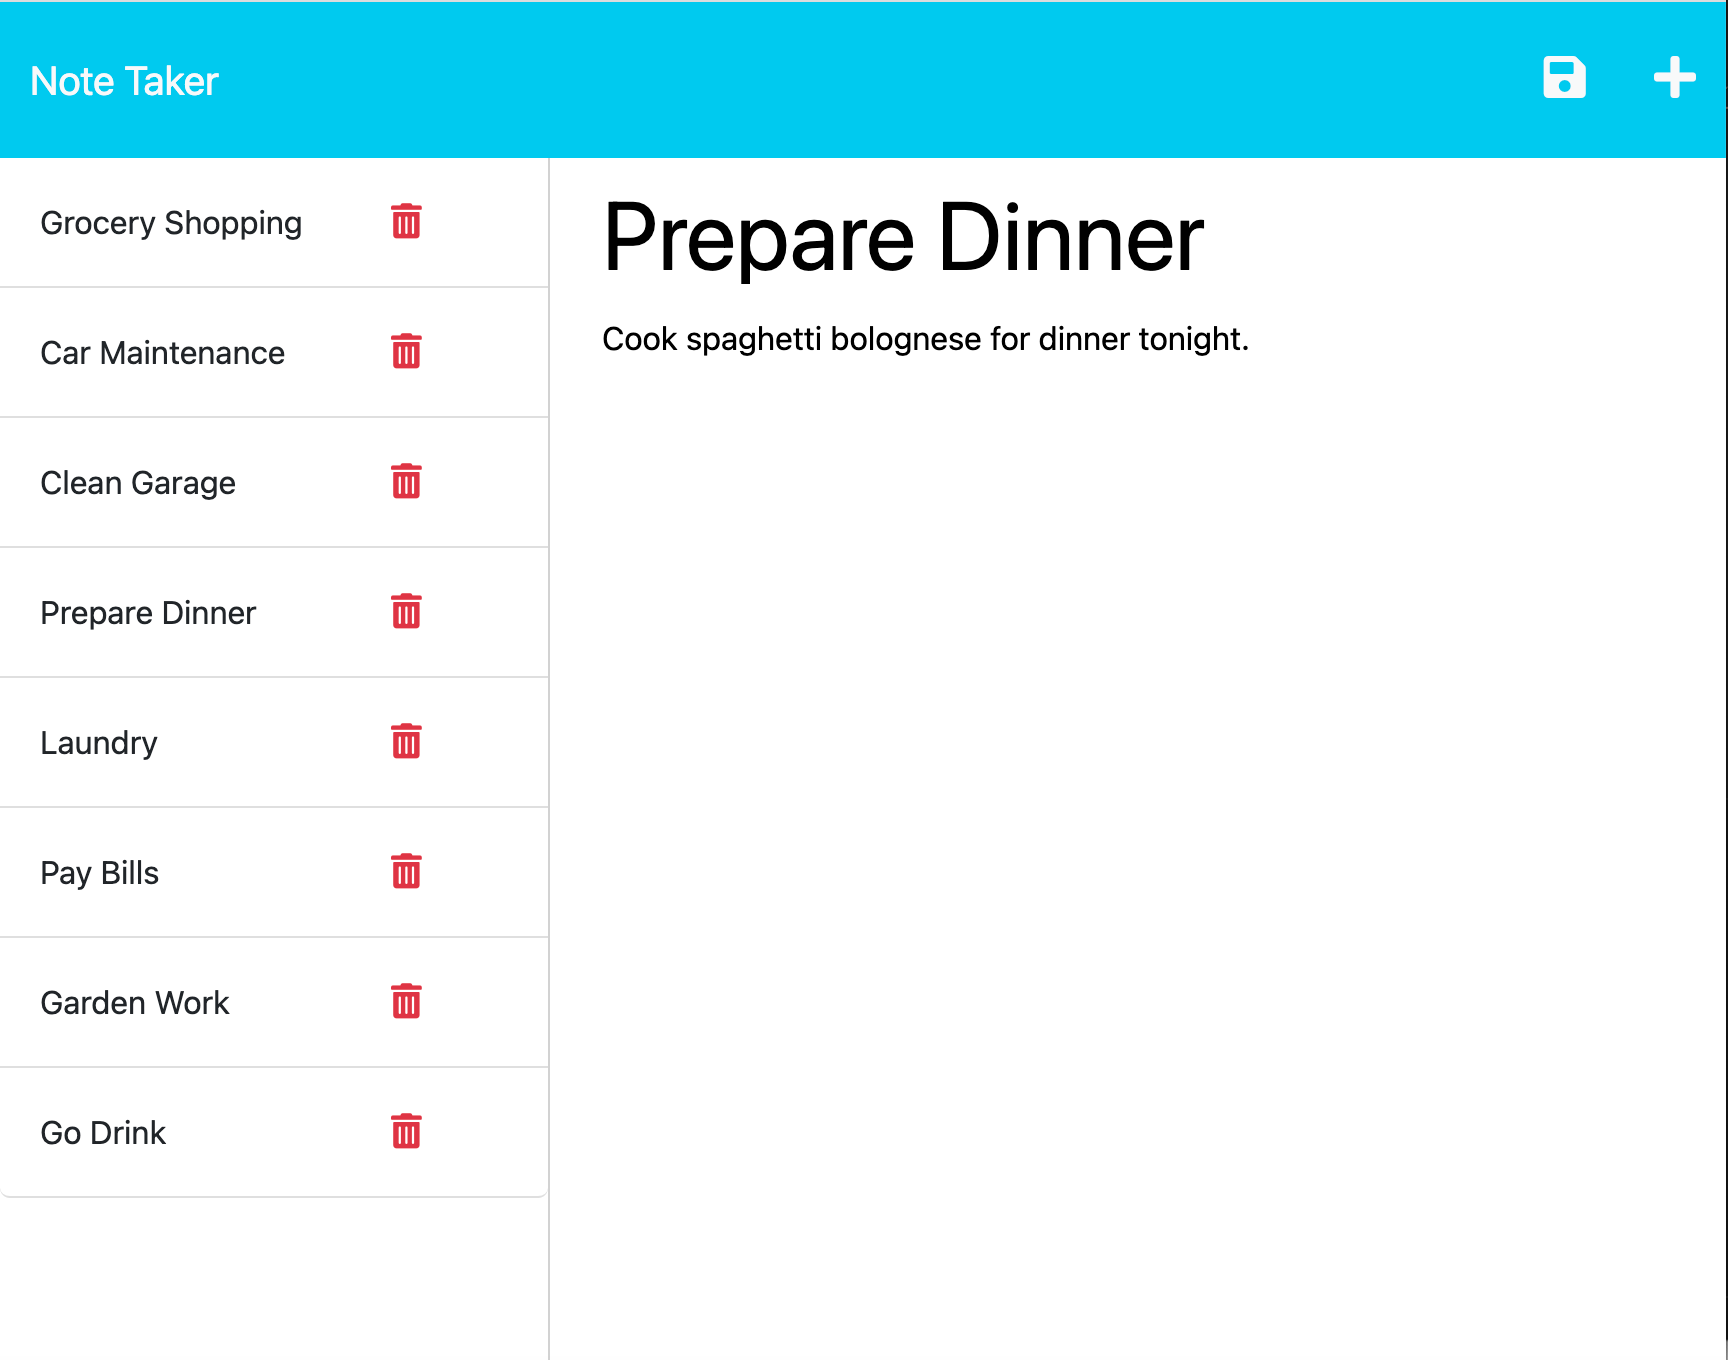 Note Taker
Grocery Shopping
Car Maintenance
Clean Garage
Prepare Dinner
Laundry
Pay Bills
Garden Work
Go Drink
Prepare Dinner
Cook spaghetti bolognese for dinner tonight.